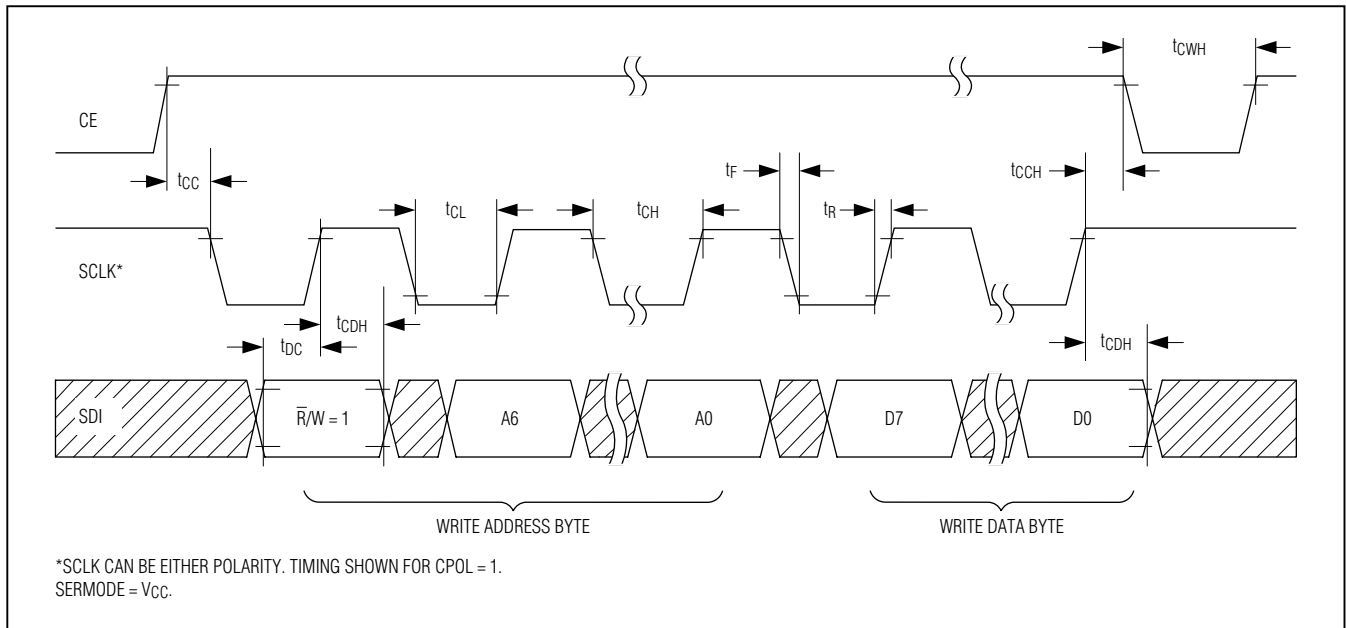 tCWH
CE
tCC
tF
tCCH
tCL
tCH
tR
SCLK*
tCDH
tDC
tCDH
SDI
R̅/W = 1
A6
A0
D7
D0
WRITE ADDRESS BYTE
WRITE DATA BYTE
*SCLK CAN BE EITHER POLARITY. TIMING SHOWN FOR CPOL = 1.
SERMODE = VCC.